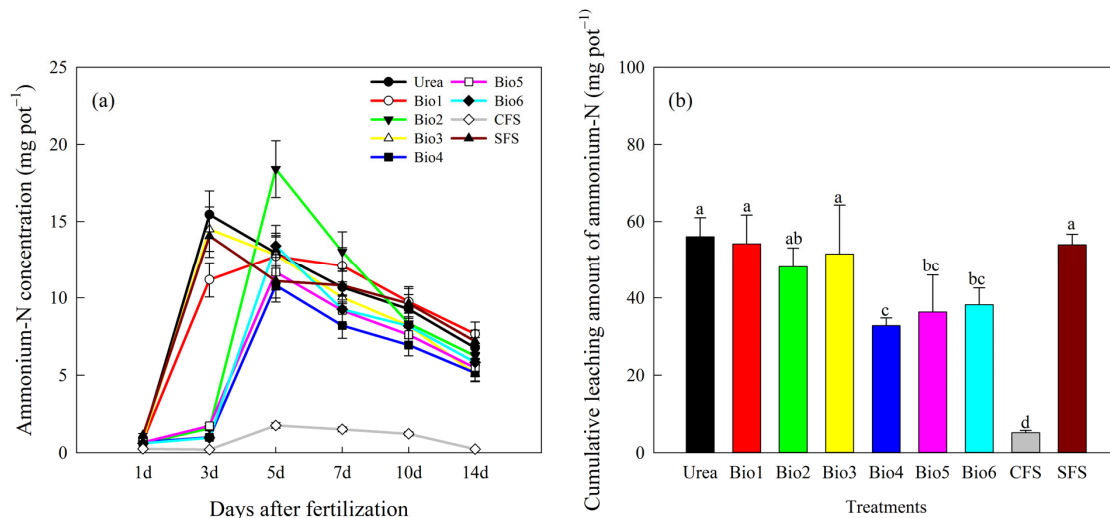 (a)
Urea
Bio1
Bio2
Bio3
Bio4
Bio5
Bio6
CFS
SFS
25
20
15
10
5
0
Ammonium-N concentration (mg pot⁻¹)
1d 3d 5d 7d 10d 14d
Days after fertilization
(b)
100
80
60
40
20
0
Cumulative leaching amount of ammonium-N (mg pot⁻¹)
a a ab a c bc bc d a
Urea Bio1 Bio2 Bio3 Bio4 Bio5 Bio6 CFS SFS
Treatments